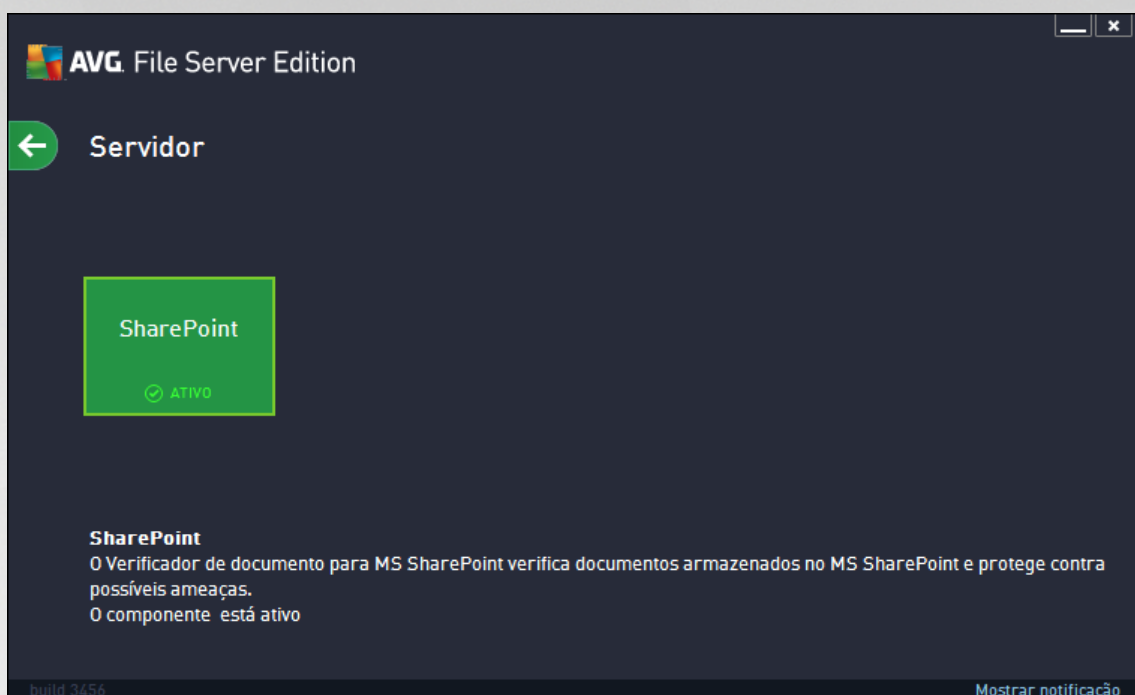 AVG. File Server Edition
Servidor
SharePoint
ATIVO
SharePoint
O Verificador de documento para MS SharePoint verifica documentos armazenados no MS SharePoint e protege contra
possíveis ameaças.
O componente  está ativo
build 3456
Mostrar notificação